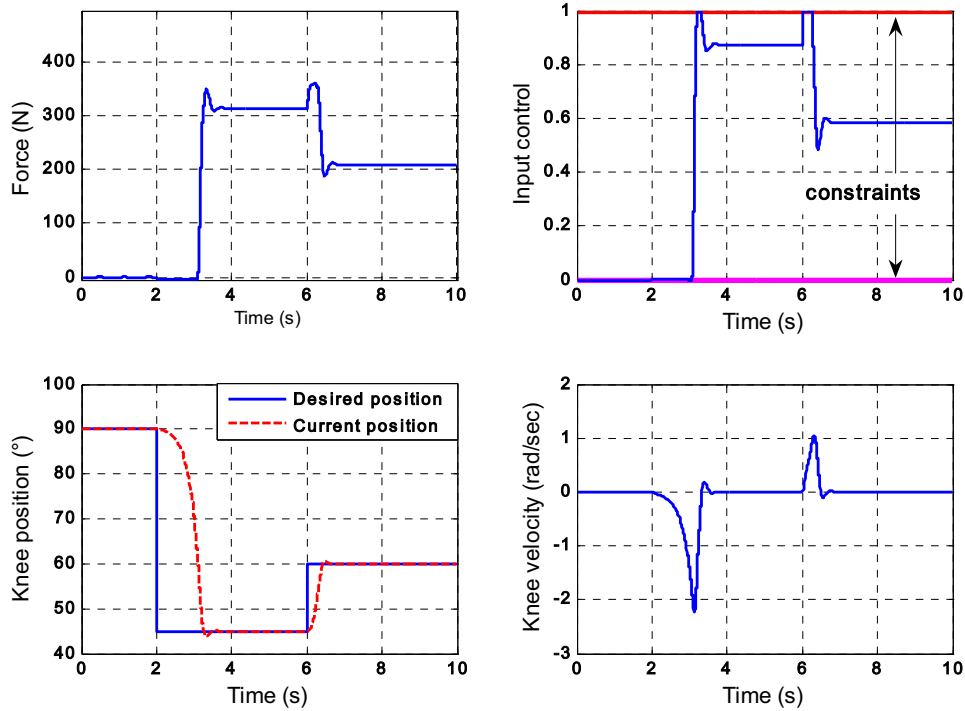 400
300
200
100
0
0 2 4 6 8 10
Force (N)
Time (s)
1
0.8
0.6
0.4
0.2
0
0 2 4 6 8 10
Input control
constraints
Time (s)
100
90
80
70
60
50
40
0 2 4 6 8 10
Knee position (°)
Desired position
Current position
Time (s)
2
1
0
-1
-2
-3
0 2 4 6 8 10
Knee velocity (rad/sec)
Time (s)